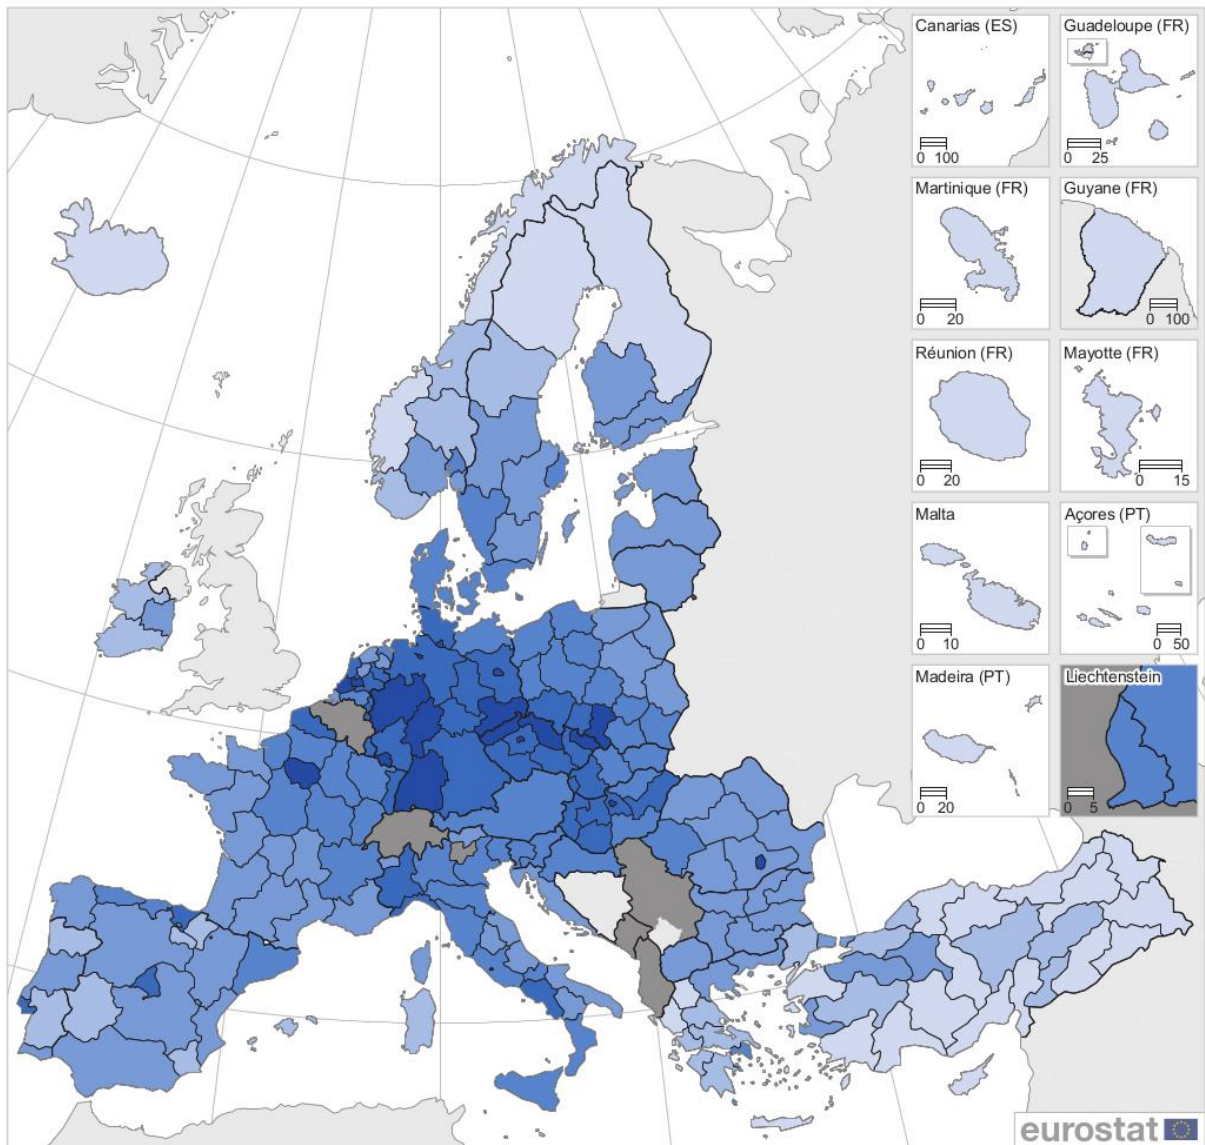 Canarias (ES)
0 100
Guadeloupe (FR)
0 25
Martinique (FR)
0 20
Guyane (FR)
0 100
Réunion (FR)
0 20
Mayotte (FR)
0 15
Malta
0 10
Açores (PT)
0 50
Madeira (PT)
0 20
Liechtenstein
0 5
eurostat